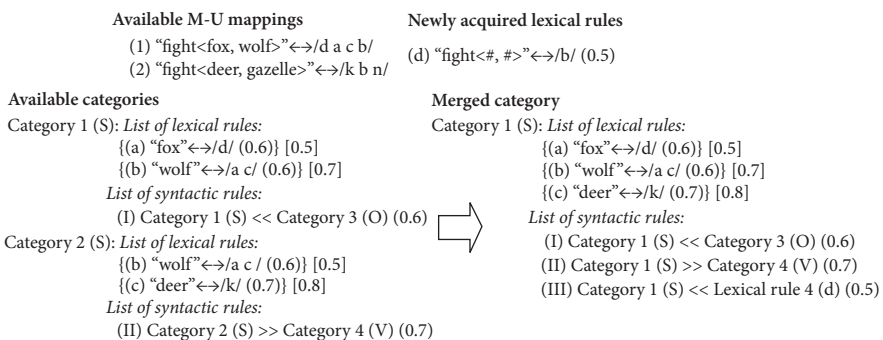 Available M-U mappings
(1) “fight<fox, wolf>”↔/d a c b/
(2) “fight<deer, gazelle>”↔/k b n/
Newly acquired lexical rules
(d) “fight<#, #>”↔/b/ (0.5)
Available categories
Category 1 (S): List of lexical rules:
{(a) “fox”↔/d/ (0.6)} [0.5]
{(b) “wolf”↔/a c/ (0.6)} [0.7]
List of syntactic rules:
(I) Category 1 (S) << Category 3 (O) (0.6)
Category 2 (S): List of lexical rules:
{(b) “wolf”↔/a c / (0.6)} [0.5]
{(c) “deer”↔/k/ (0.7)} [0.8]
List of syntactic rules:
(II) Category 2 (S) >> Category 4 (V) (0.7)
Merged category
Category 1 (S): List of lexical rules:
{(a) “fox”↔/d/ (0.6)} [0.5]
{(b) “wolf”↔/a c/ (0.6)} [0.7]
{(c) “deer”↔/k/ (0.7)} [0.8]
List of syntactic rules:
(I) Category 1 (S) << Category 3 (O) (0.6)
(II) Category 1 (S) >> Category 4 (V) (0.7)
(III) Category 1 (S) << Lexical rule 4 (d) (0.5)